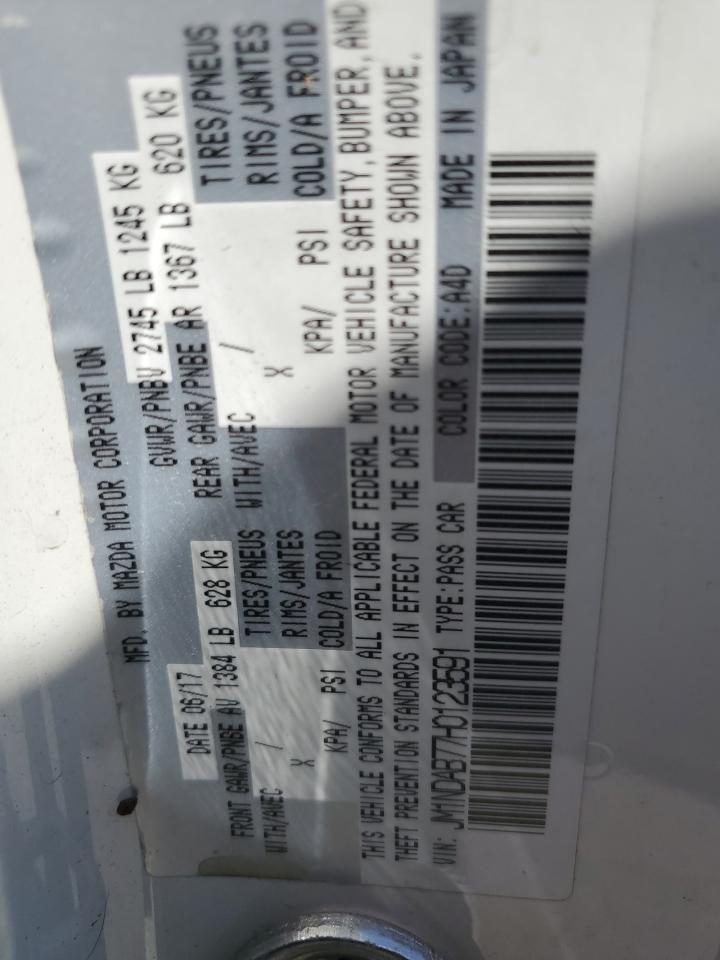 MFD. BY MAZDA MOTOR CORPORATION
DATE 06/17 GVWR/PNBV 2745 LB 1245 KG
FRONT GAWR/PNBE AV 1384 LB 628 KG REAR GAWR/PNBE AR 1367 LB 620 KG
WITH/AVEC TIRES/PNEUS WITH/AVEC TIRES/PNEUS
/ RIMS/JANTES / RIMS/JANTES
X COLD/A FROID X COLD/A FROID
KPA/ PSI KPA/ PSI
THIS VEHICLE CONFORMS TO ALL APPLICABLE FEDERAL MOTOR VEHICLE SAFETY, BUMPER, AND
THEFT PREVENTION STANDARDS IN EFFECT ON THE DATE OF MANUFACTURE SHOWN ABOVE.
VIN: JM1NDAB77H0123591 TYPE:PASS CAR COLOR CODE:A4D MADE IN JAPAN